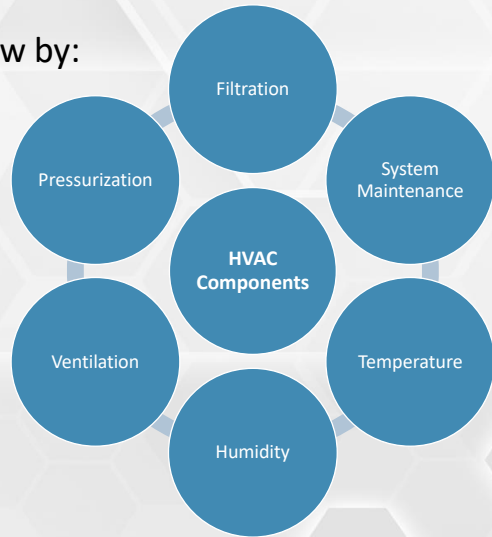 by:
Filtration
System
Maintenance
Pressurization
HVAC
Components
Ventilation
Temperature
Humidity